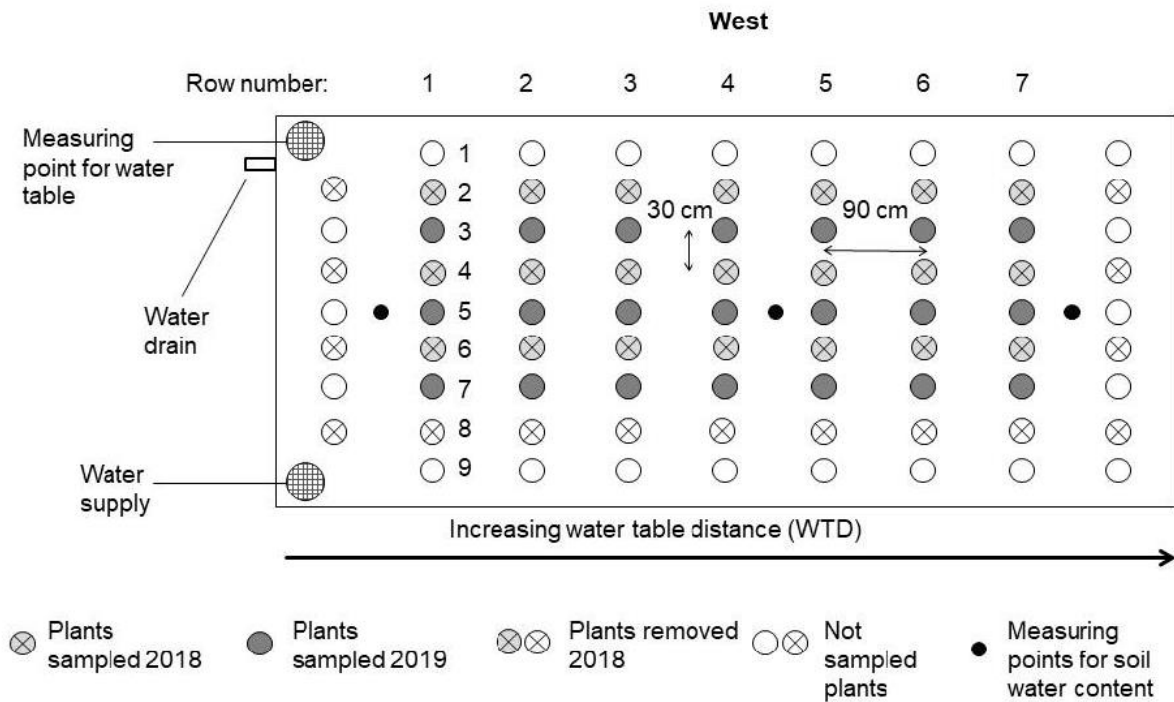 West
Row number: 1 2 3 4 5 6 7
Measuring
point for water
table
1
2
30 cm
90 cm
3
4
Water
drain
5
6
7
8
Water
supply
9
Increasing water table distance (WTD)
Plants
sampled 2018
Plants
sampled 2019
Plants removed
2018
Not
sampled
plants
Measuring
points for soil
water content